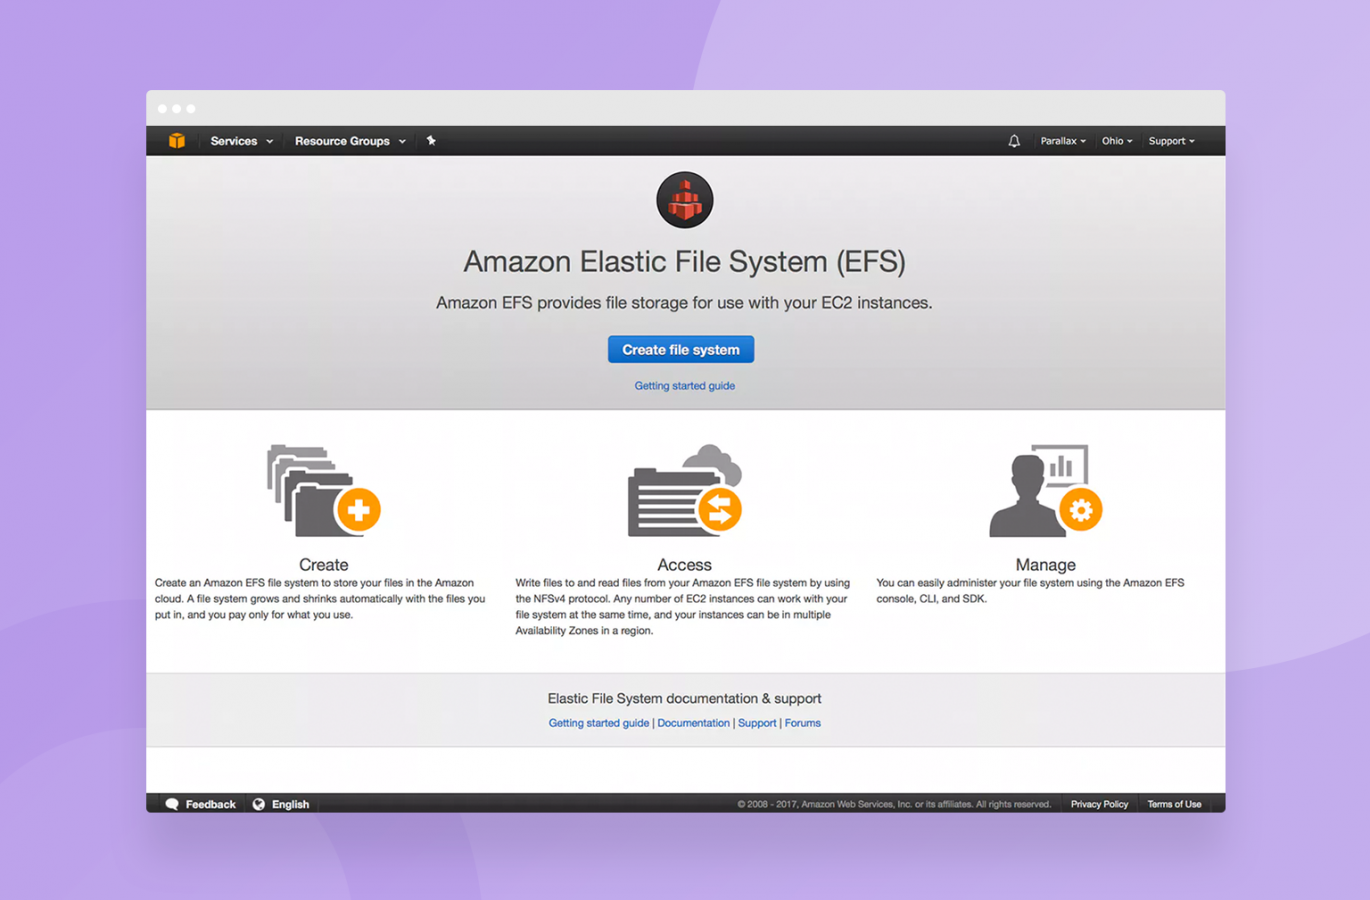 Services
Resource Groups
Parallax
Ohio
Support
Amazon Elastic File System (EFS)
Amazon EFS provides file storage for use with your EC2 instances.
Create file system
Getting started guide
Create
Create an Amazon EFS file system to store your files in the Amazon
cloud. A file system grows and shrinks automatically with the files you
put in, and you pay only for what you use.
Access
Write files to and read files from your Amazon EFS file system by using
the NFSv4 protocol. Any number of EC2 instances can work with your
file system at the same time, and your instances can be in multiple
Availability Zones in a region.
Manage
You can easily administer your file system using the Amazon EFS
console, CLI, and SDK.
Elastic File System documentation & support
Getting started guide | Documentation | Support | Forums
Feedback
English
© 2008 - 2017, Amazon Web Services, Inc. or its affiliates. All rights reserved.
Privacy Policy
Terms of Use